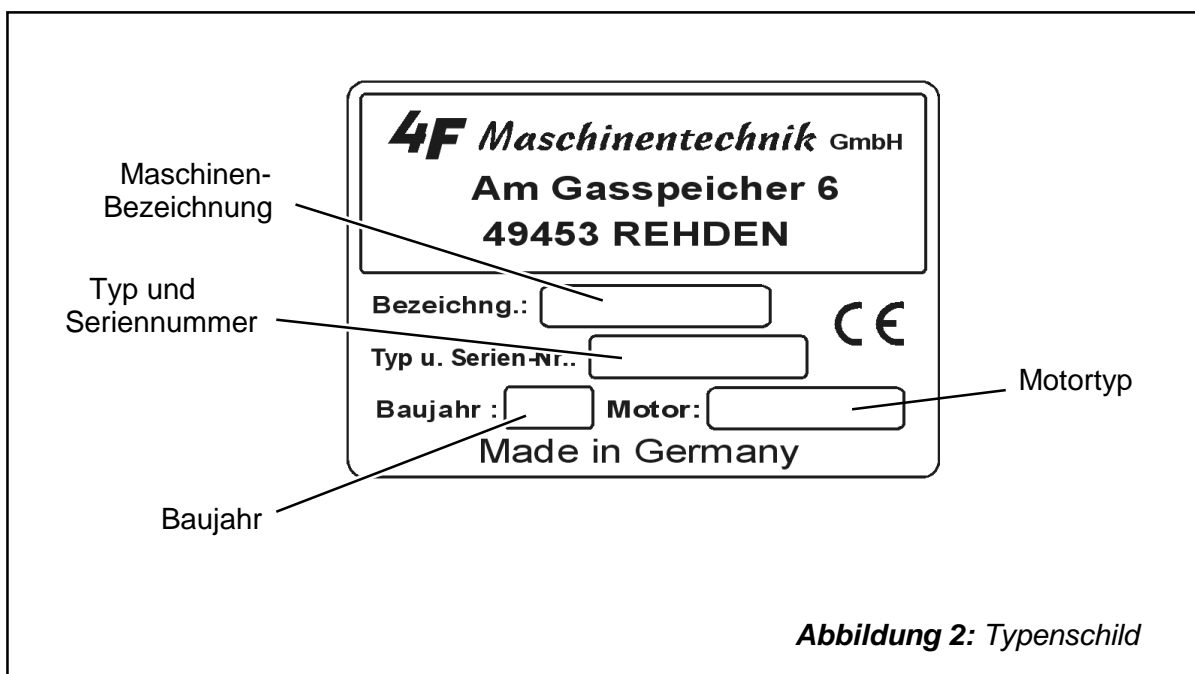 4F Maschinentechnik GmbH
Am Gasspeicher 6
49453 REHDEN
Maschinen-
Bezeichnung
Bezeichng.:
Typ und
Seriennummer
CE
Typ u. Serien-Nr.:
Motortyp
Baujahr : Motor:
Made in Germany
Baujahr
Abbildung 2: Typenschild